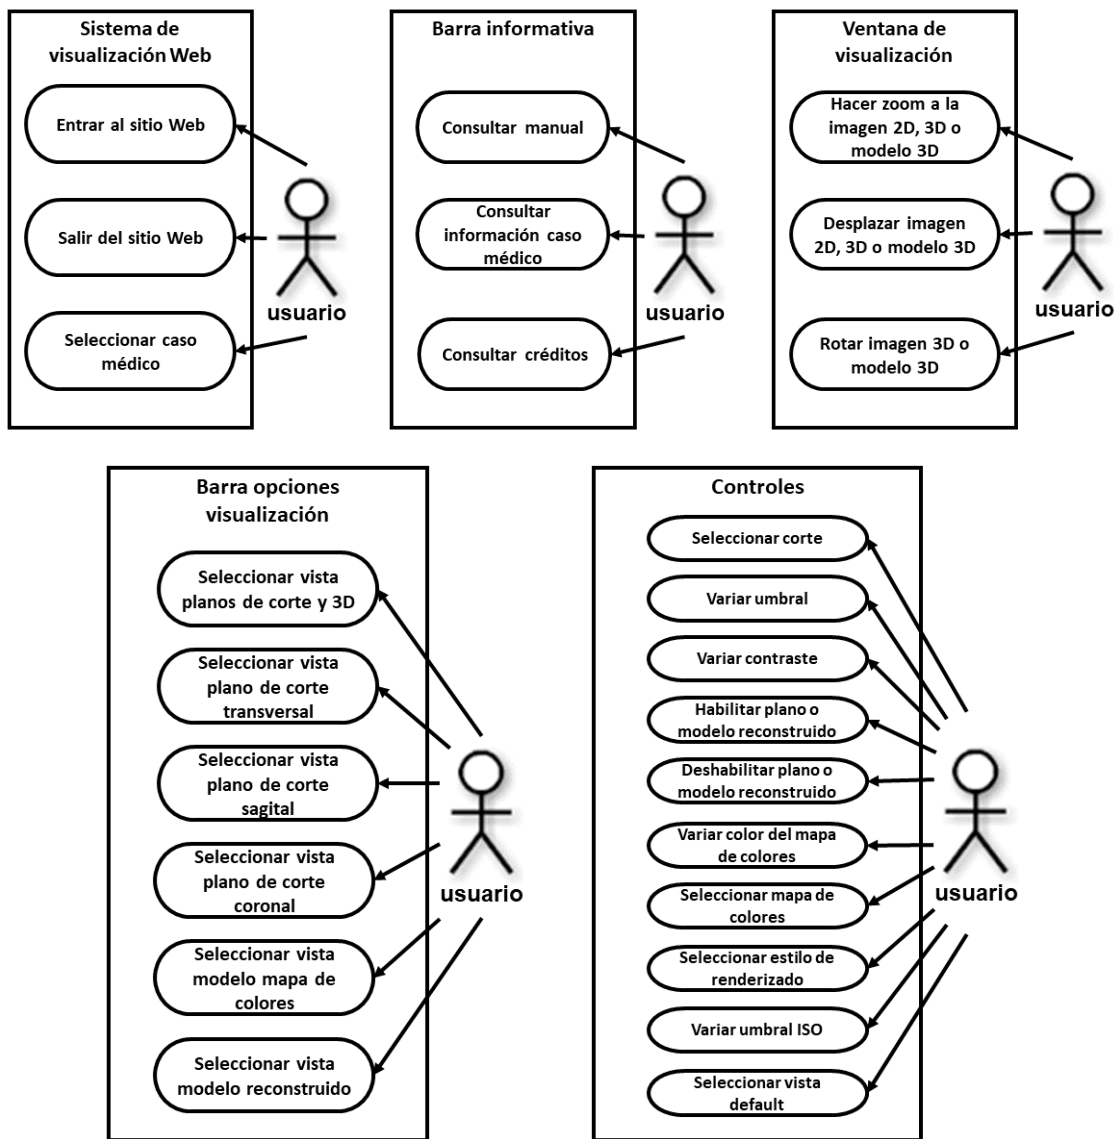 Sistema de
visualización Web
Entrar al sitio Web
Salir del sitio Web
Seleccionar caso
médico
usuario
Barra informativa
Consultar manual
Consultar
información caso
médico
Consultar créditos
usuario
Ventana de
visualización
Hacer zoom a la
imagen 2D, 3D o
modelo 3D
Desplazar imagen
2D, 3D o modelo 3D
Rotar imagen 3D o
modelo 3D
usuario
Barra opciones
visualización
Seleccionar vista
planos de corte y 3D
Seleccionar vista
plano de corte
transversal
Seleccionar vista
plano de corte
sagital
Seleccionar vista
plano de corte
coronal
Seleccionar vista
modelo mapa de
colores
Seleccionar vista
modelo reconstruido
usuario
Controles
Seleccionar corte
Variar umbral
Variar contraste
Habilitar plano o
modelo reconstruido
Deshabilitar plano o
modelo reconstruido
Variar color del mapa
de colores
Seleccionar mapa de
colores
Seleccionar estilo de
renderizado
Variar umbral ISO
Seleccionar vista
default
usuario